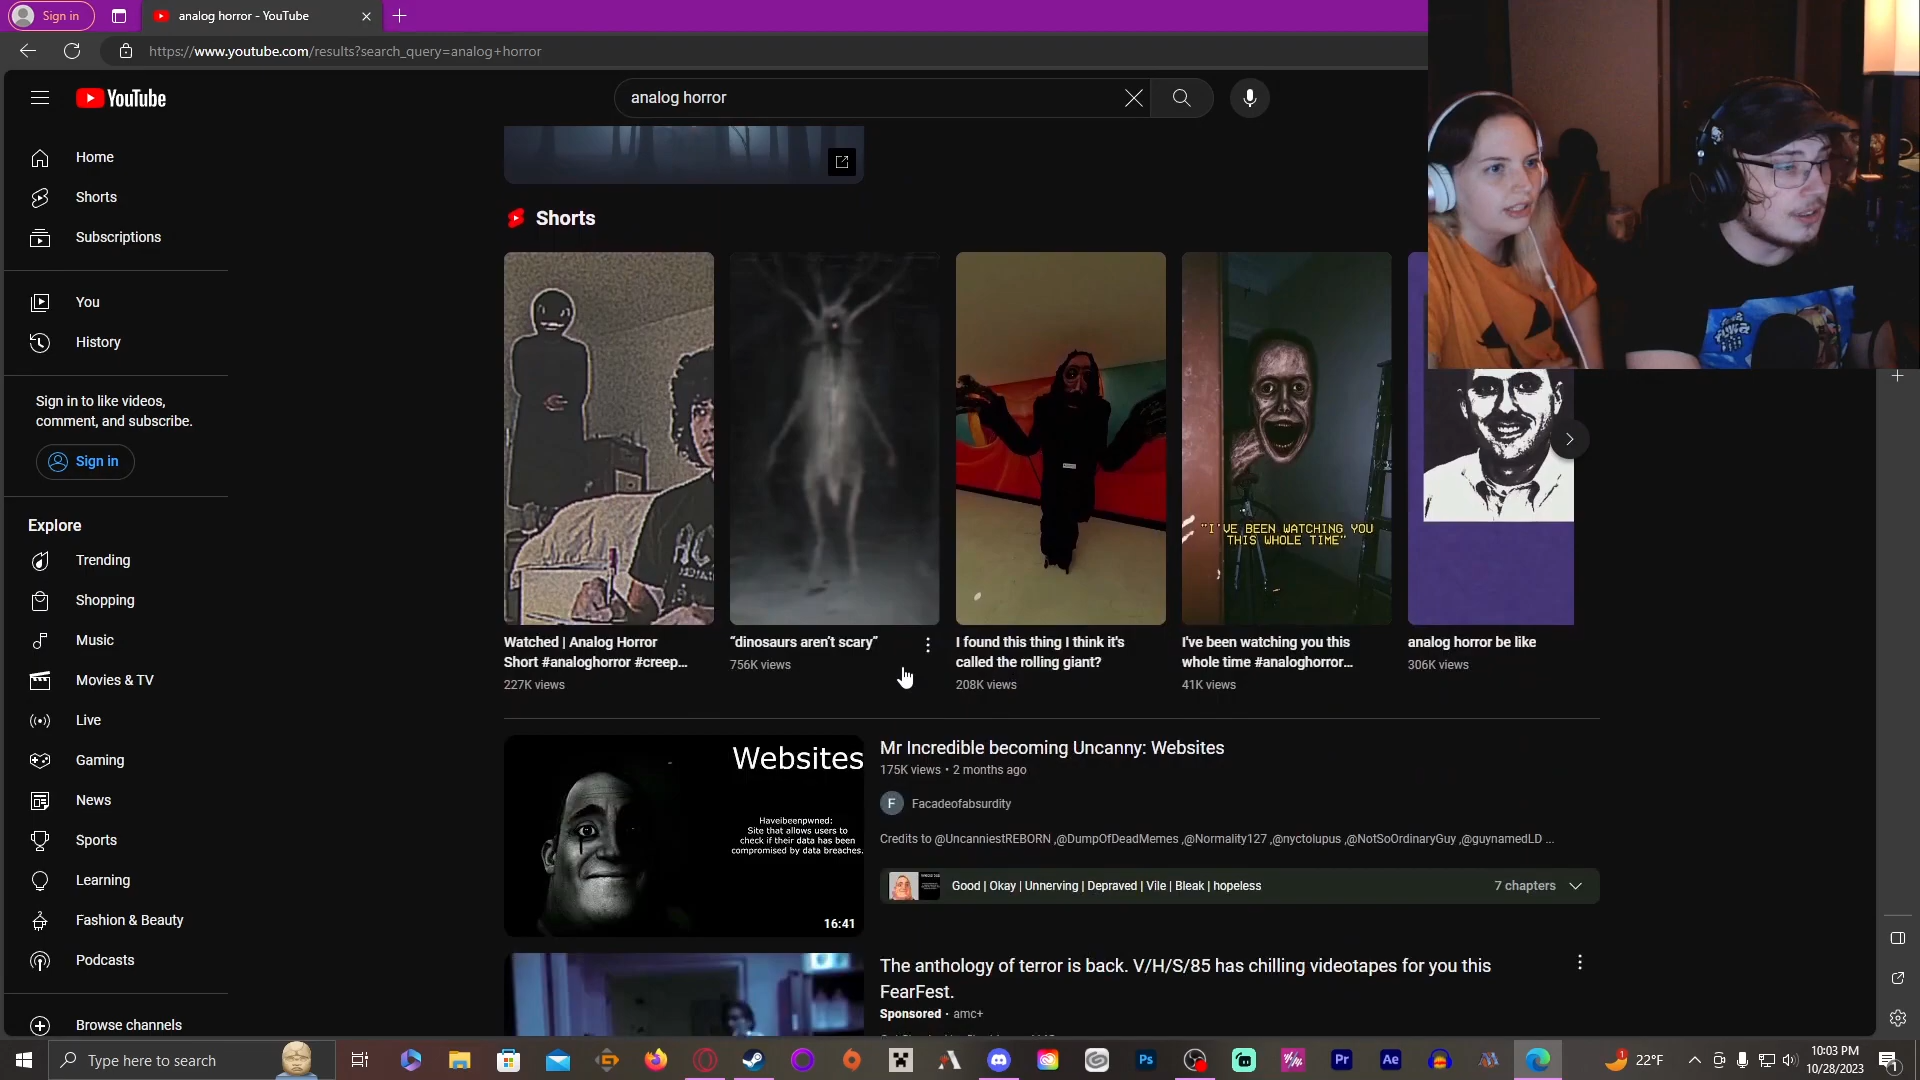 Sign in
analog horror - YouTube
https://www.youtube.com/results?search_query=analog+horror
YouTube
analog horror
Home
Shorts
Subscriptions
You
History
Sign in to like videos,
comment, and subscribe.
Sign in
Explore
Trending
Shopping
Music
Movies & TV
Live
Gaming
News
Sports
Learning
Fashion & Beauty
Podcasts
Browse channels
Shorts
"I'VE BEEN WATCHING YOU
THIS WHOLE TIME"
Watched | Analog Horror
Short #analoghorror #creep...
227K views
“dinosaurs aren’t scary”
756K views
I found this thing I think it's
called the rolling giant?
208K views
I've been watching you this
whole time #analoghorror...
41K views
analog horror be like
306K views
Websites
Haveibeenpwned:
Site that allows users to
check if their data has been
compromised by data breaches.
16:41
Mr Incredible becoming Uncanny: Websites
175K views • 2 months ago
F Facadeofabsurdity
Credits to @UncanniestREBORN ,@DumpOfDeadMemes ,@Normality127 ,@nyctolupus ,@NotSoOrdinaryGuy ,@guynamedLD ...
Good | Okay | Unnerving | Depraved | Vile | Bleak | hopeless
7 chapters
The anthology of terror is back. V/H/S/85 has chilling videotapes for you this
FearFest.
Sponsored • amc+
Type here to search
Ps
Pr
Ae
1
22°F
10:03 PM
10/28/2023
1